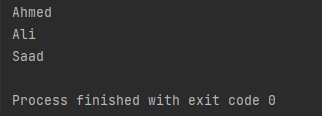 Ahmed
Ali
Saad
Process finished with exit code 0